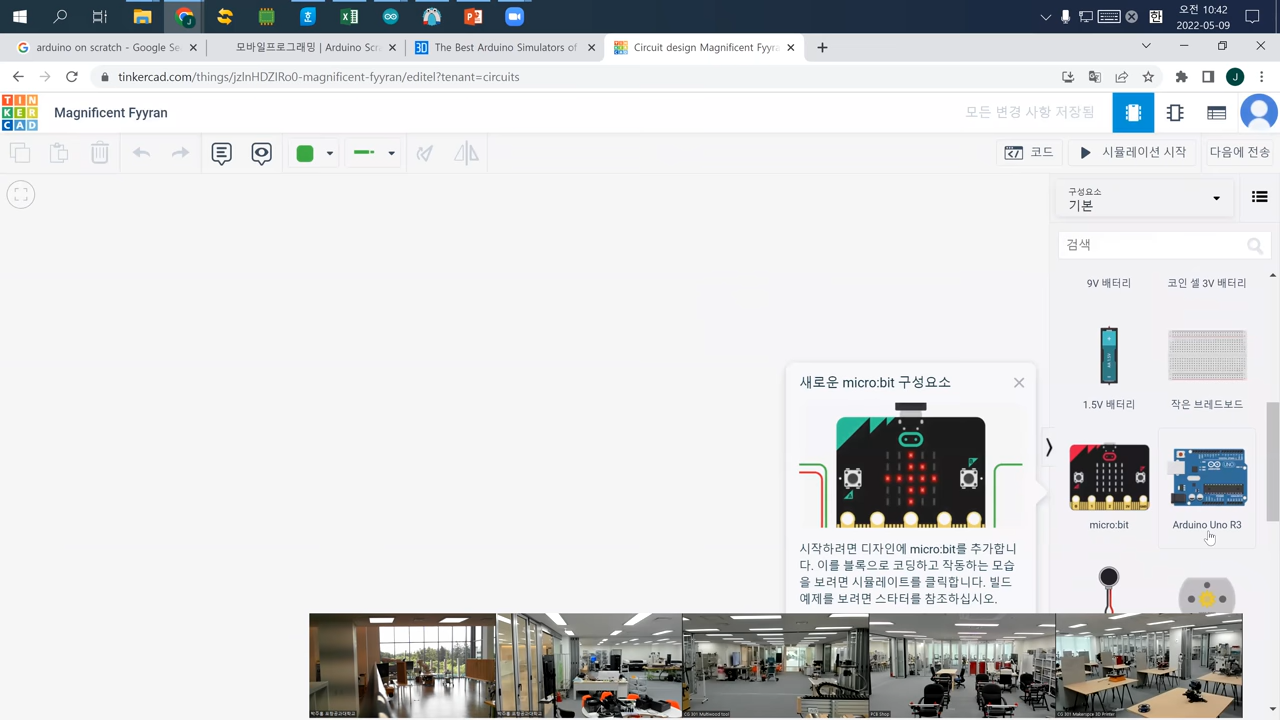 오전 10:42
2022-05-09
한
arduino on scratch - Google Se
모바일프로그래밍 | Arduino Scr
The Best Arduino Simulators of
Circuit design Magnificent Fyyra
tinkercad.com/things/jzlnHDZlRo0-magnificent-fyyran/editel?tenant=circuits
J
TIN
KER
CAD
Magnificent Fyyran
모든 변경 사항 저장됨
코드
시뮬레이션 시작
다음에 전송
구성요소
기본
검색
9V 배터리
코인 셀 3V 배터리
1.5V 배터리
작은 브레드보드
micro:bit
Arduino Uno R3
새로운 micro:bit 구성요소
시작하려면 디자인에 micro:bit를 추가합니
다. 이를 블록으로 코딩하고 작동하는 모습
을 보려면 시뮬레이트를 클릭합니다. 빌드
예제를 보려면 스타터를 참조하십시오.
PCB Shop